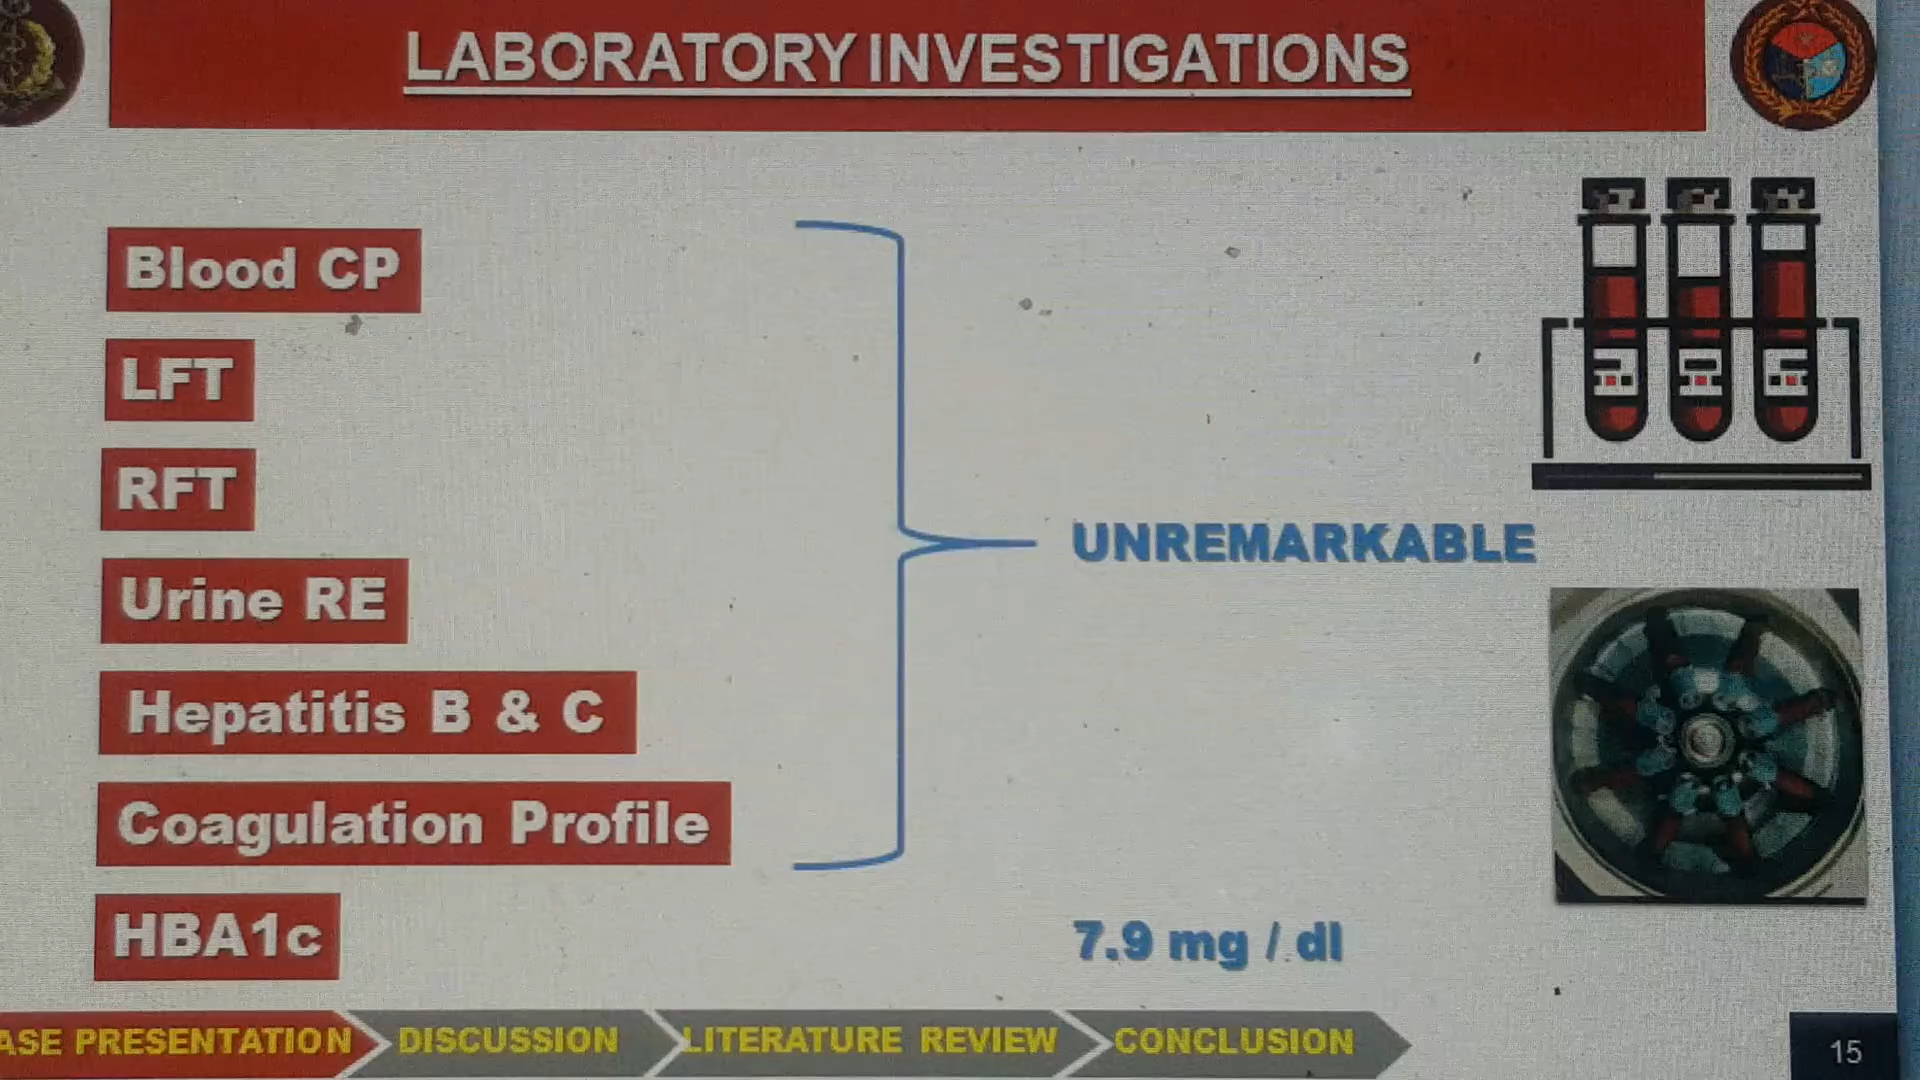 LABORATORY INVESTIGATIONS
Blood CP
LFT
RFT
Urine RE
Hepatitis B & C
Coagulation Profile
UNREMARKABLE
HBA1c
7.9 mg / dl
ASE PRESENTATION
DISCUSSION
LITERATURE REVIEW
CONCLUSION
15